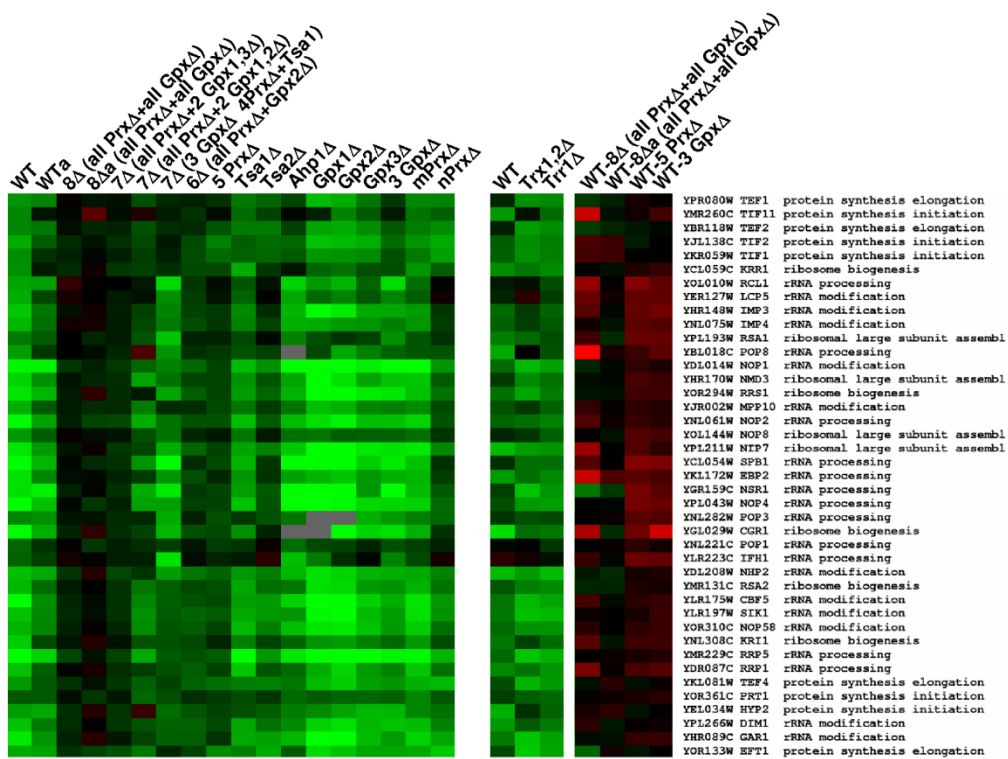 WT
WTa
8Δ (all PrxΔ+all GpxΔ)
8Δa (all PrxΔ+all GpxΔ)
7Δ (all PrxΔ+2 Gpx1,3Δ)
7Δ (all PrxΔ+2 Gpx1,2Δ)
7Δ (3 GpxΔ 4PrxΔ+Tsa1)
6Δ (all PrxΔ+Gpx2Δ)
5 PrxΔ
Tsa1Δ
Tsa2Δ
Ahp1Δ
Gpx1Δ
Gpx2Δ
Gpx3Δ
3 GpxΔ
mPrxΔ
nPrxΔ
WT
Trx1,2Δ
Trr1Δ
WT-8Δ (all PrxΔ+all GpxΔ)
WT-8Δa (all PrxΔ+all GpxΔ)
WT-5 PrxΔ
WT-3 GpxΔ
YPR080W TEF1 protein synthesis elongation
YMR260C TIF11 protein synthesis initiation
YBR118W TEF2 protein synthesis elongation
YJL138C TIF2 protein synthesis initiation
YKR059W TIF1 protein synthesis initiation
YCL059C KRR1 ribosome biogenesis
YOL010W RCL1 rRNA processing
YER127W LCP5 rRNA modification
YHR148W IMP3 rRNA modification
YNL075W IMP4 rRNA modification
YPL193W RSA1 ribosomal large subunit assembl
YBL018C POP8 rRNA processing
YDL014W NOP1 rRNA modification
YHR170W NMD3 ribosomal large subunit assembl
YOR294W RRS1 ribosome biogenesis
YJR002W MPP10 rRNA modification
YNL061W NOP2 rRNA processing
YOL144W NOP8 ribosomal large subunit assembl
YPL211W NIP7 ribosomal large subunit assembl
YCL054W SPB1 rRNA processing
YKL172W EBP2 rRNA processing
YGR159C NSR1 rRNA processing
YPL043W NOP4 rRNA processing
YNL282W POP3 rRNA processing
YGL029W CGR1 ribosome biogenesis
YNL221C POP1 rRNA processing
YLR223C IFH1 rRNA processing
YDL208W NHP2 rRNA modification
YMR131C RSA2 ribosome biogenesis
YLR175W CBF5 rRNA modification
YLR197W SIK1 rRNA modification
YOR310C NOP58 rRNA modification
YNL308C KRI1 ribosome biogenesis
YMR229C RRP5 rRNA processing
YDR087C RRP1 rRNA processing
YKL081W TEF4 protein synthesis elongation
YOR361C PRT1 protein synthesis initiation
YEL034W HYP2 protein synthesis initiation
YPL266W DIM1 rRNA modification
YHR089C GAR1 rRNA modification
YOR133W EFT1 protein synthesis elongation